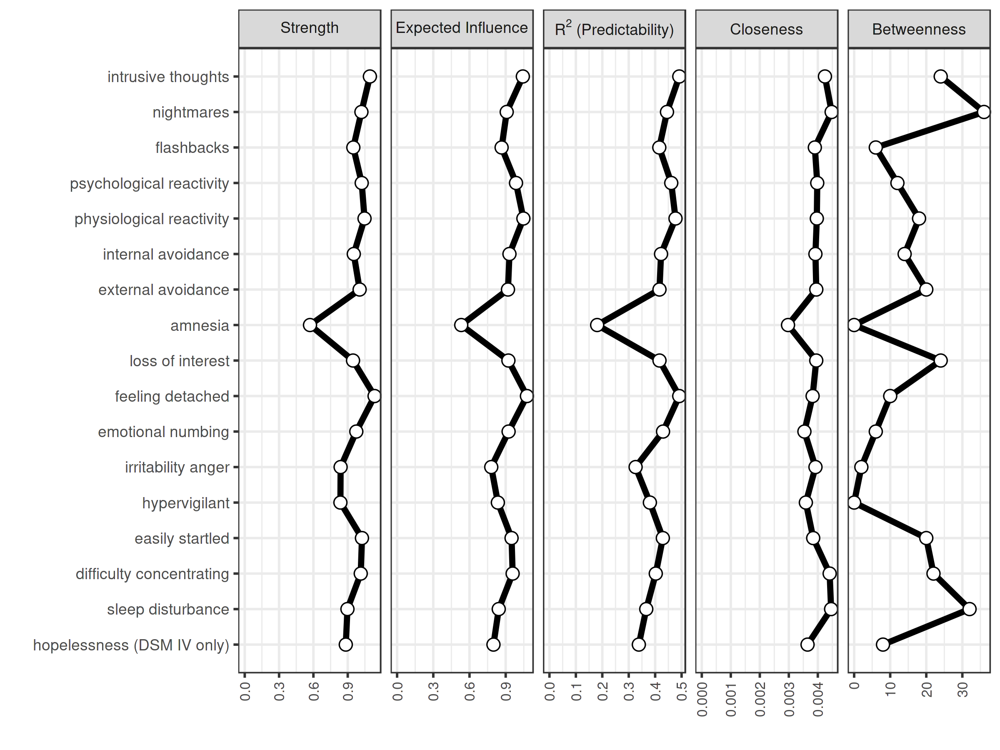 Strength
Expected Influence
R² (Predictability)
Closeness
Betweenness
intrusive thoughts
nightmares
flashbacks
psychological reactivity
physiological reactivity
internal avoidance
external avoidance
amnesia
loss of interest
feeling detached
emotional numbing
irritability anger
hypervigilant
easily startled
difficulty concentrating
sleep disturbance
hopelessness (DSM IV only)
0.0
0.3
0.6
0.9
0.0
0.3
0.6
0.9
0.0
0.1
0.2
0.3
0.4
0.5
0.000
0.001
0.002
0.003
0.004
0
10
20
30